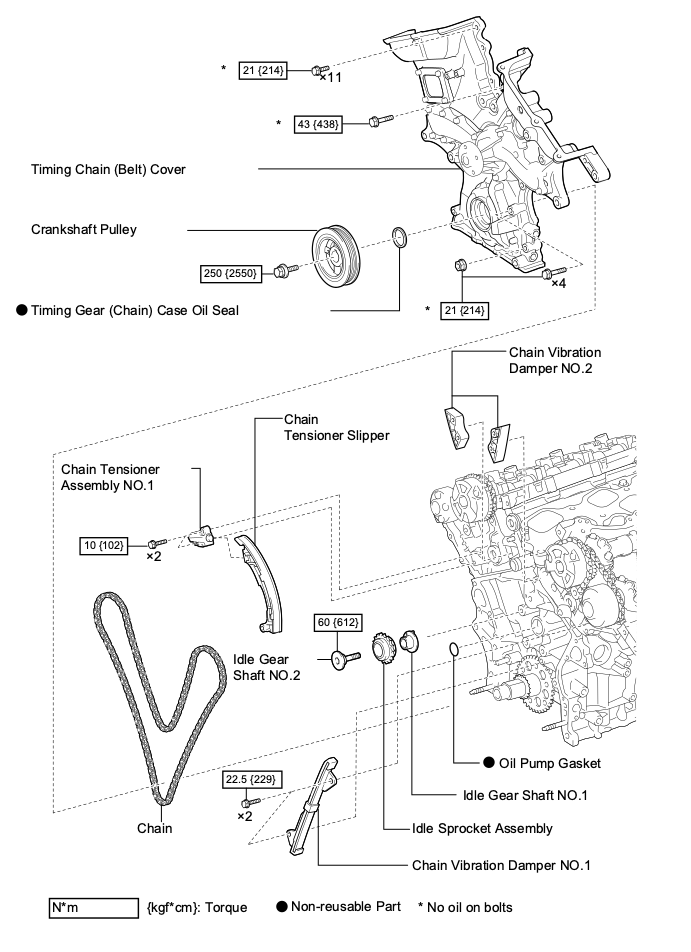 * 21 {214} ×11
* 43 {438}
Timing Chain (Belt) Cover
Crankshaft Pulley
250 {2550}
×4
● Timing Gear (Chain) Case Oil Seal
* 21 {214}
Chain Vibration
Damper NO.2
Chain
Tensioner Slipper
Chain Tensioner
Assembly NO.1
10 {102}
×2
60 {612}
Idle Gear
Shaft NO.2
● Oil Pump Gasket
22.5 {229}
×2
Idle Gear Shaft NO.1
Chain
Idle Sprocket Assembly
Chain Vibration Damper NO.1
N*m {kgf*cm}: Torque ● Non-reusable Part * No oil on bolts